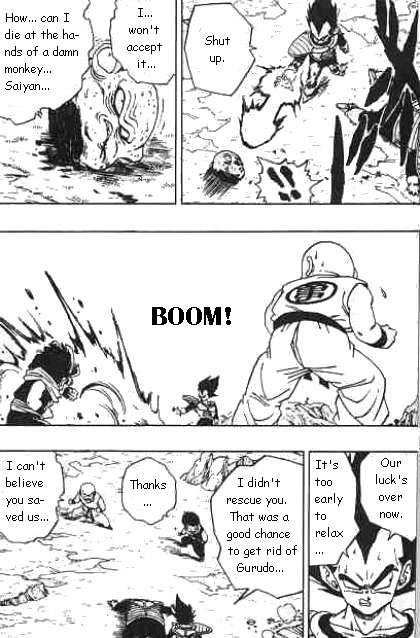 How... can I
die at the ha-
nds of a damn
monkey...
Saiyan...
I...
won't
accept
it...
Shut
up.
BOOM!
I can't
believe
you sa-
ved us...
Thanks
...
I didn't
rescue you.
That was a
good chance
to get rid of
Gurudo...
It's
too
early
to
relax
...
Our
luck's
over
now.